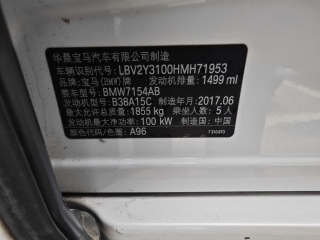 华晨宝马汽车有限公司制造
车辆识别代号: LBV2Y3100HMH71953
品牌: 宝马(BMW)牌 发动机排量: 1499 ml
整车型号: BMW7154AB
发动机型号: B38A15C 制造年月: 2017.06
最大允许总质量: 1855 kg 乘坐人数: 5 人
发动机最大净功率: 100 kW 制造国: 中国
颜色代码/色号: A96